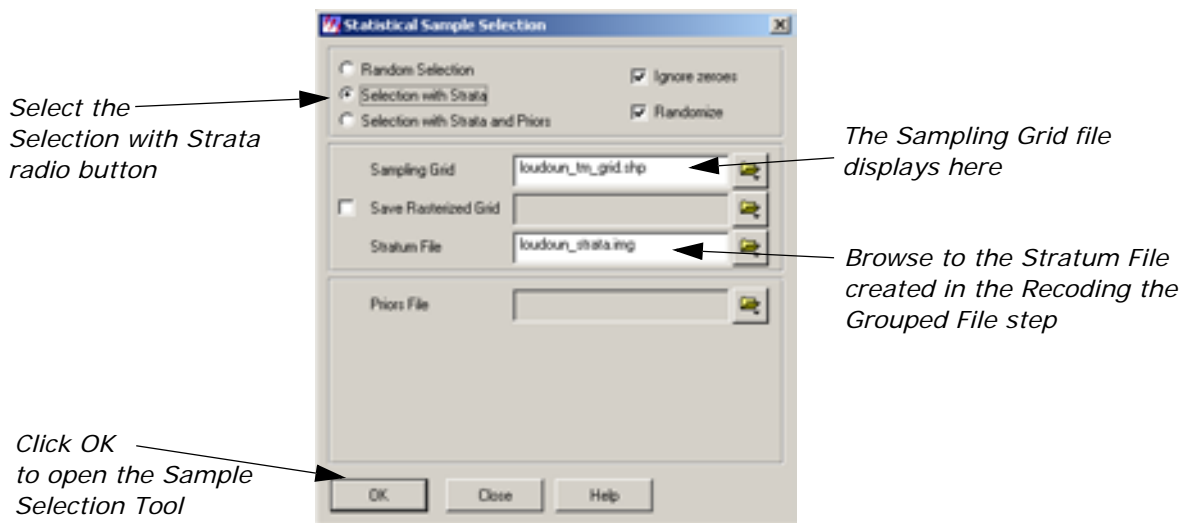 Statistical Sample Selection
Random Selection
Ignore zeroes
Selection with Strata
Randomize
Selection with Strata and Priors
Select the
Selection with Strata
radio button
Sampling Grid
loudoun_tm_grid.shp
The Sampling Grid file
displays here
Save Rasterized Grid
Stratum File
loudoun_strata.img
Browse to the Stratum File
created in the Recoding the
Grouped File step
Priors File
Click OK
to open the Sample
Selection Tool
OK
Close
Help